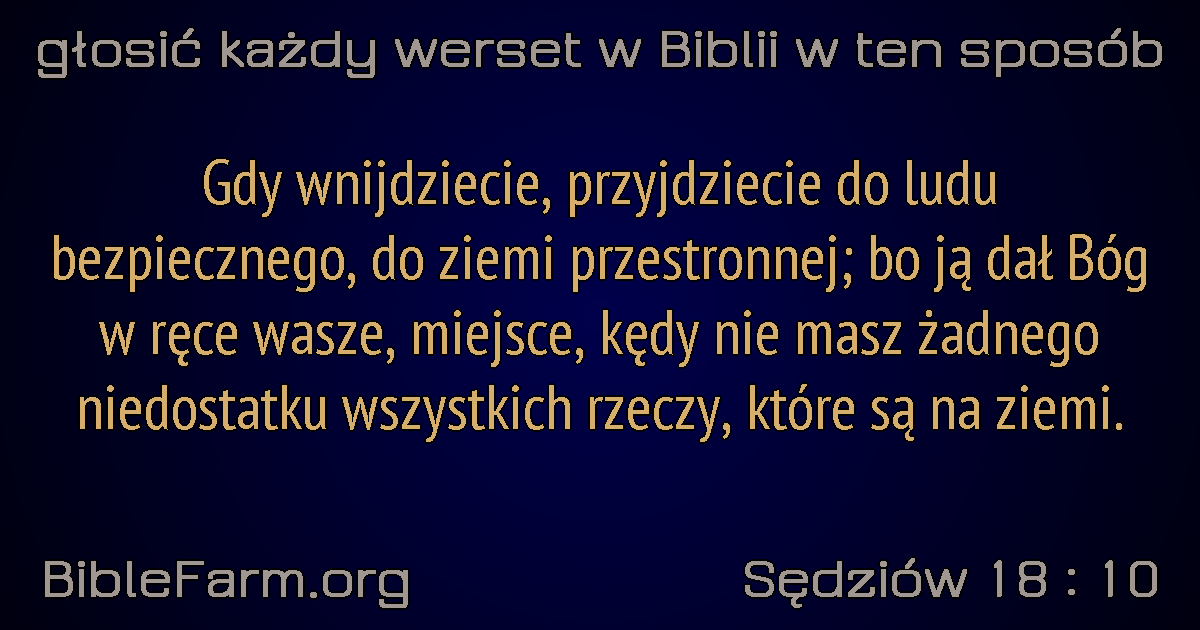 głosić każdy werset w Biblii w ten sposób
Gdy wnijdziecie, przyjdziecie do ludu
bezpiecznego, do ziemi przestronnej; bo ją dał Bóg
w ręce wasze, miejsce, kędy nie masz żadnego
niedostatku wszystkich rzeczy, które są na ziemi.
BibleFarm.org
Sędziów 18 : 10